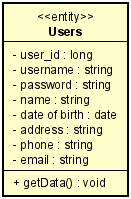 <<entity>>
Users
- user_id : long
- username : string
- password : string
- name : string
- date of birth : date
- address : string
- phone : string
- email : string
+ getData() : void